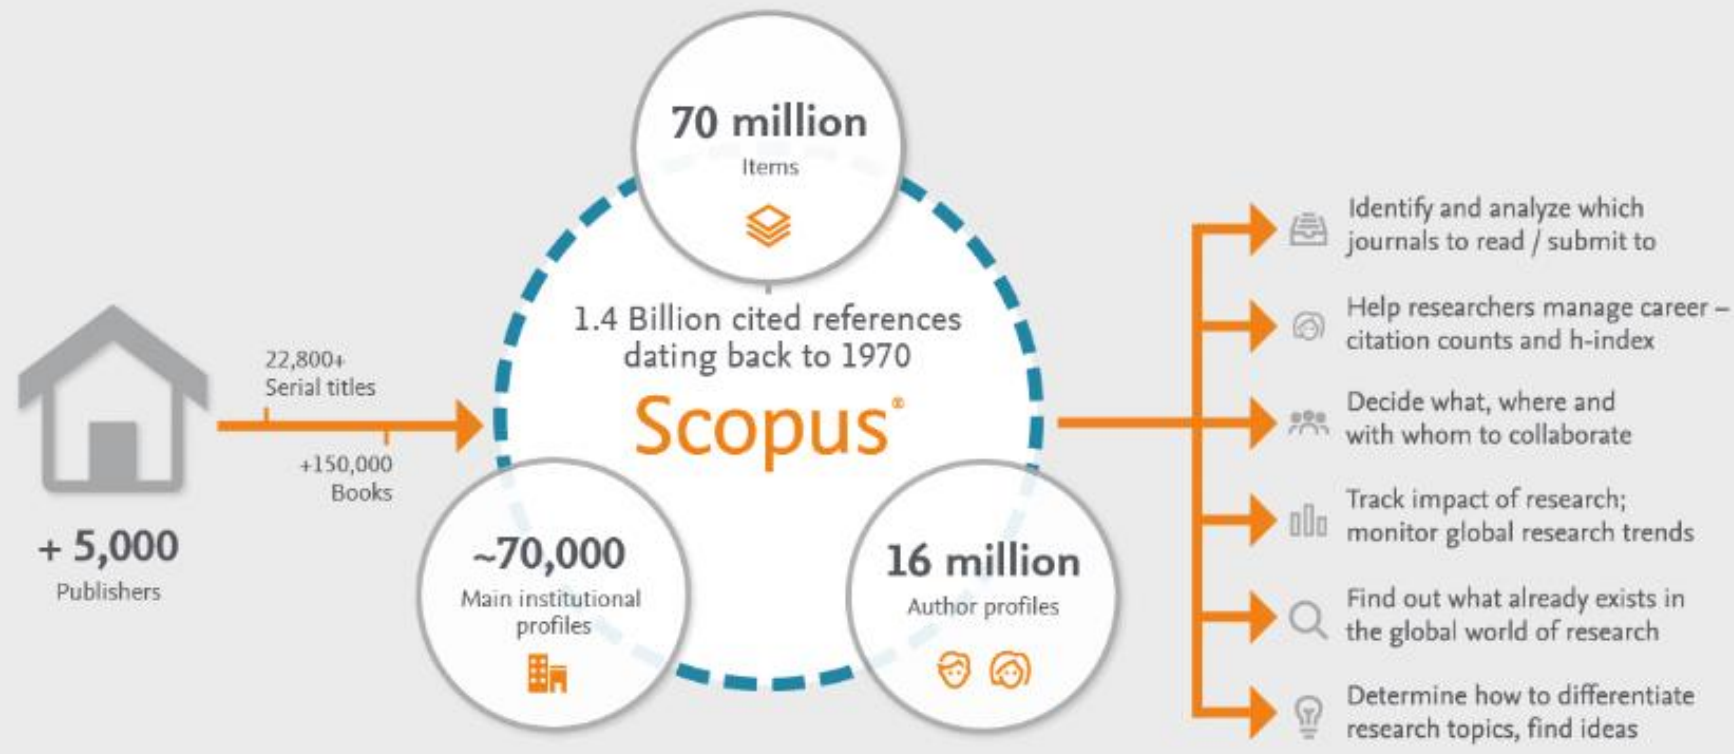 + 5,000
Publishers
22,800+
Serial titles
+150,000
Books
70 million
Items
1.4 Billion cited references
dating back to 1970
Scopus®
~70,000
Main institutional
profiles
16 million
Author profiles
Identify and analyze which
journals to read / submit to
Help researchers manage career –
citation counts and h-index
Decide what, where and
with whom to collaborate
Track impact of research;
monitor global research trends
Find out what already exists in
the global world of research
Determine how to differentiate
research topics, find ideas